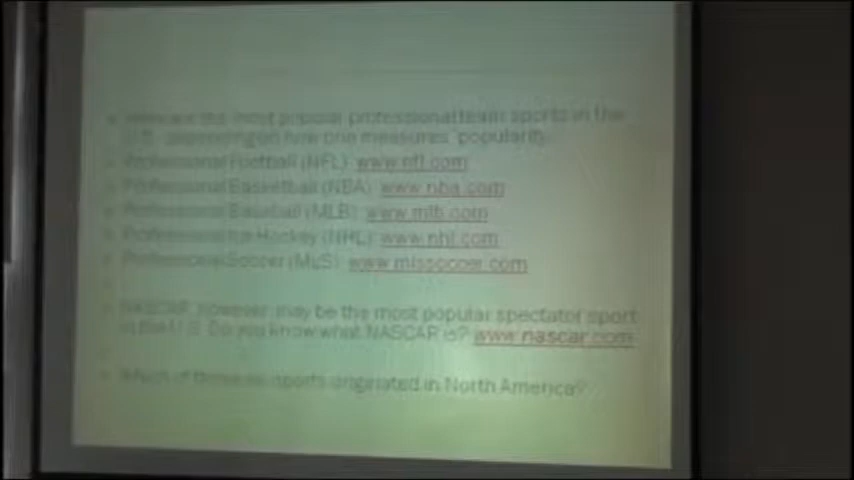 Here are the most popular professional team sports in the
U.S. depending on how one measures 'popularity.'
Professional Football (NFL) www.nfl.com
Professional Basketball (NBA) www.nba.com
Professional Baseball (MLB) www.mlb.com
Professional Ice Hockey (NHL) www.nhl.com
Professional Soccer (MLS) www.mlssoccer.com
NASCAR, however, may be the most popular spectator sport
in the U.S. Do you know what NASCAR is? www.nascar.com
Which of these six sports originated in North America?